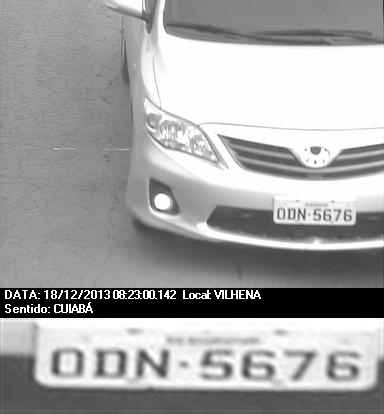 ODN-5676
DATA: 18/12/2013 08:23:00.142 Local: VILHENA
Sentido: CUIABÁ
ODN·5676